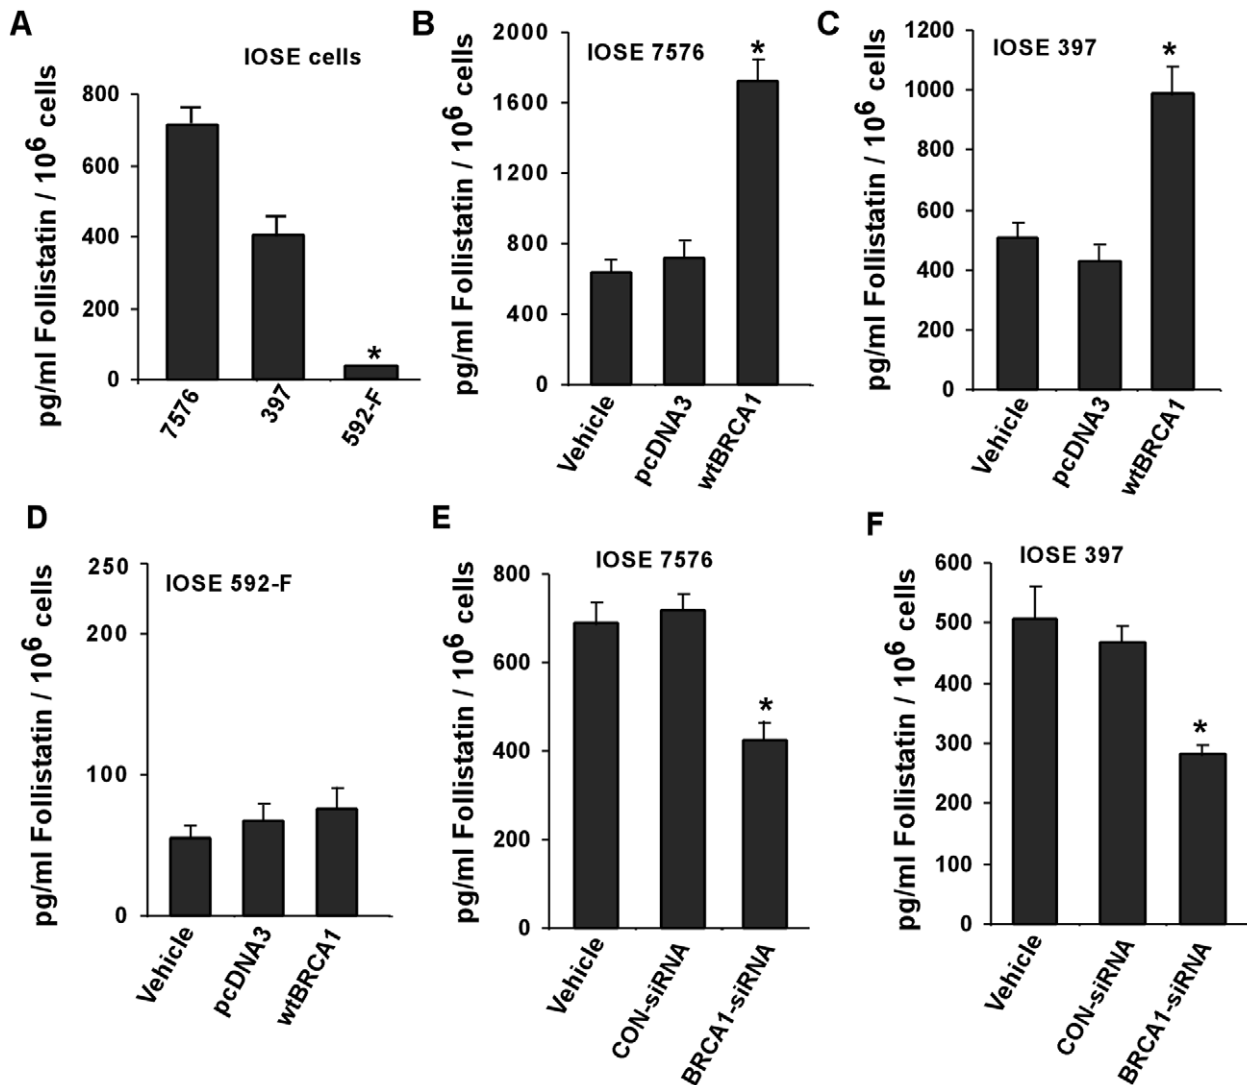 A
IOSE cells
pg/ml Follistatin / 10⁶ cells
800
600
400
200
0
*
7576
397
592-F
B
IOSE 7576
pg/ml Follistatin / 10⁶ cells
2000
1600
1200
800
400
0
*
Vehicle
pcDNA3
wtBRCA1
C
IOSE 397
pg/ml Follistatin / 10⁶ cells
1200
1000
800
600
400
200
0
*
Vehicle
pcDNA3
wtBRCA1
D
IOSE 592-F
pg/ml Follistatin / 10⁶ cells
250
200
100
0
Vehicle
pcDNA3
wtBRCA1
E
IOSE 7576
pg/ml Follistatin / 10⁶ cells
800
600
400
200
0
*
Vehicle
CON-siRNA
BRCA1-siRNA
F
IOSE 397
pg/ml Follistatin / 10⁶ cells
600
500
400
300
200
100
0
*
Vehicle
CON-siRNA
BRCA1-siRNA